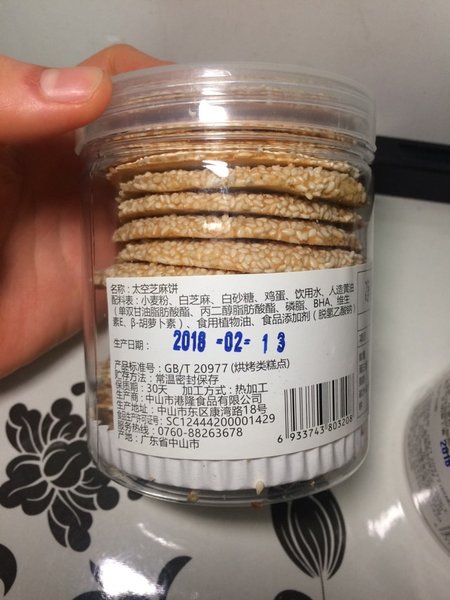 名称: 太空芝麻饼
配料表: 小麦粉、白芝麻、白砂糖、鸡蛋、饮用水、人造黄油
(单双甘油脂肪酸酯、丙二醇脂肪酸酯、磷脂、BHA、维生
素E、β-胡萝卜素)、食用植物油、食品添加剂(脱氢乙酸钠)
生产日期: 2018-02-13
产品标准号: GB/T 20977 (烘烤类糕点)
贮存方法: 常温密封保存
保质期: 30天 加工方式: 热加工
生产商: 中山市港隆食品有限公司
生产地址: 中山市东区康湾路18号
食品生产许可证号: SC12444200001429
服务热线: 0760-88263678
产地: 广东省中山市
6 933743 803208
2018